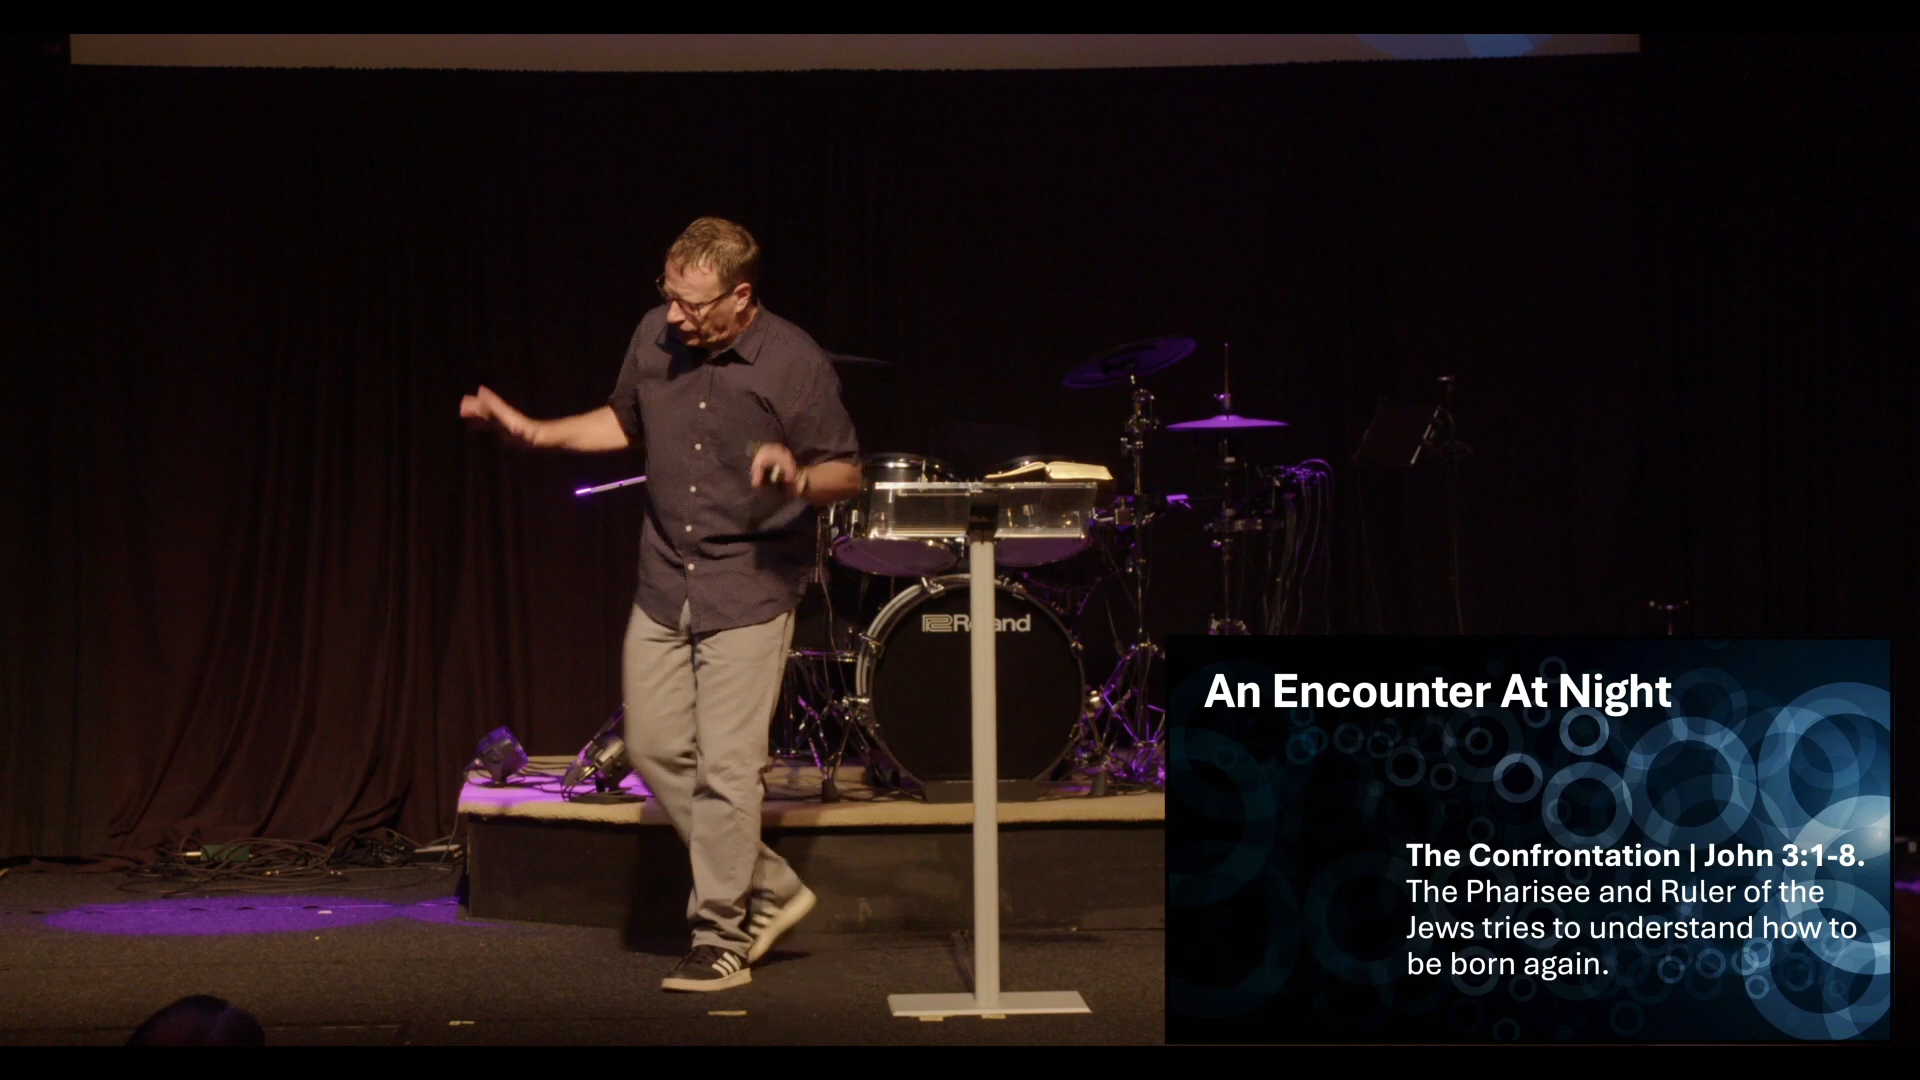 Roland
An Encounter At Night
The Confrontation | John 3:1-8.
The Pharisee and Ruler of the
Jews tries to understand how to
be born again.